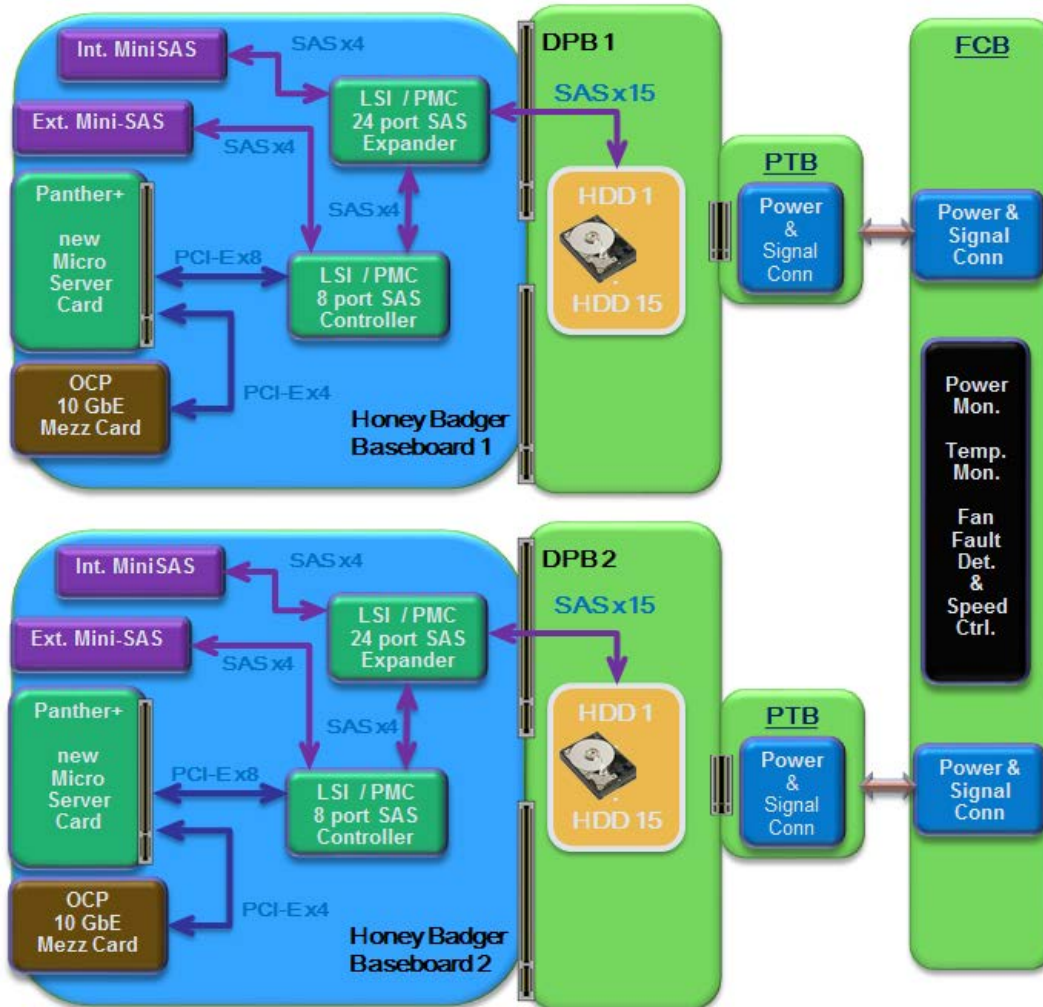 SAS x4
DPB 1
FCB
Int. MiniSAS
LSI / PMC
24 port SAS
Expander
SAS x15
Ext. Mini-SAS
SAS x4
PTB
Panther+
new
Micro
Server
Card
SAS x4
HDD 1
HDD 15
Power
&
Signal
Conn
Power &
Signal
Conn
PCI-E x8
LSI / PMC
8 port SAS
Controller
OCP
10 GbE
Mezz Card
PCI-E x4
Honey Badger
Baseboard 1
Power
Mon.
Temp.
Mon.
Fan
Fault
Det.
&
Speed
Ctrl.
SAS x4
DPB 2
Int. MiniSAS
LSI / PMC
24 port SAS
Expander
SAS x15
Ext. Mini-SAS
SAS x4
PTB
Panther+
new
Micro
Server
Card
SAS x4
HDD 1
HDD 15
Power
&
Signal
Conn
Power &
Signal
Conn
PCI-E x8
LSI / PMC
8 port SAS
Controller
OCP
10 GbE
Mezz Card
PCI-E x4
Honey Badger
Baseboard 2